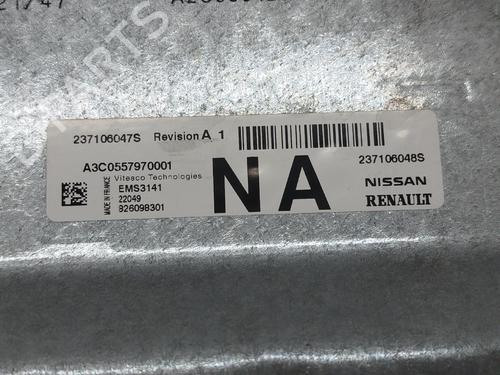 237106047S Revision A 1
A3C0557970001
Vitesco Technologies
EMS3141
22049
926098301
MADE IN FRANCE
NA
237106048S
NISSAN
RENAULT